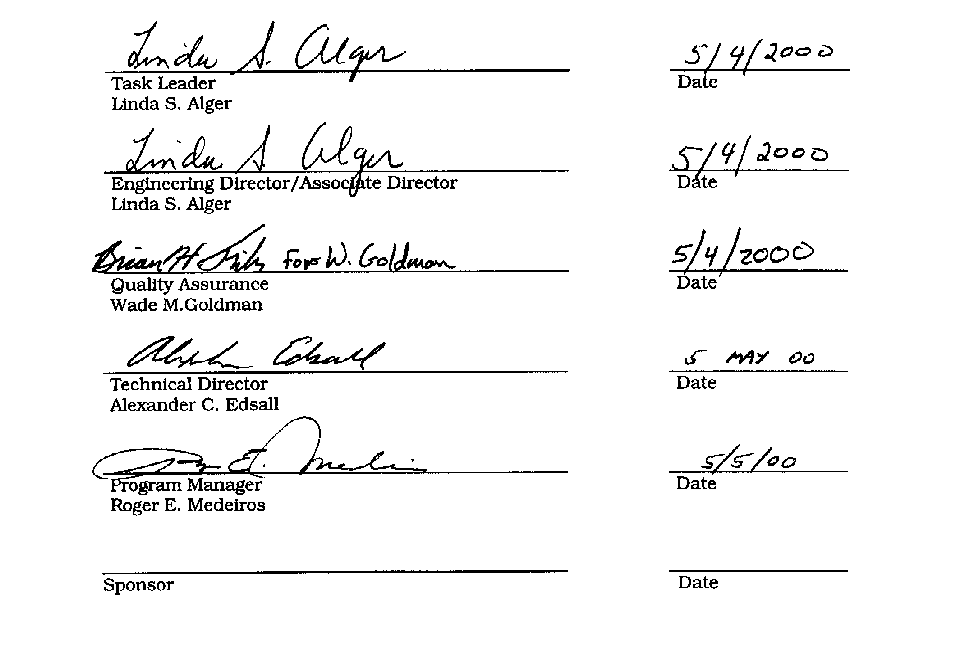 Linda S. Alger 5/4/2000
Task Leader Date
Linda S. Alger
Linda S. Alger 5/4/2000
Engineering Director/Associate Director Date
Linda S. Alger
Brian H for W. Goldman 5/4/2000
Quality Assurance Date
Wade M.Goldman
Edsall 5 MAY 00
Technical Director Date
Alexander C. Edsall
E. 5/5/00
Program Manager Date
Roger E. Medeiros
Sponsor Date